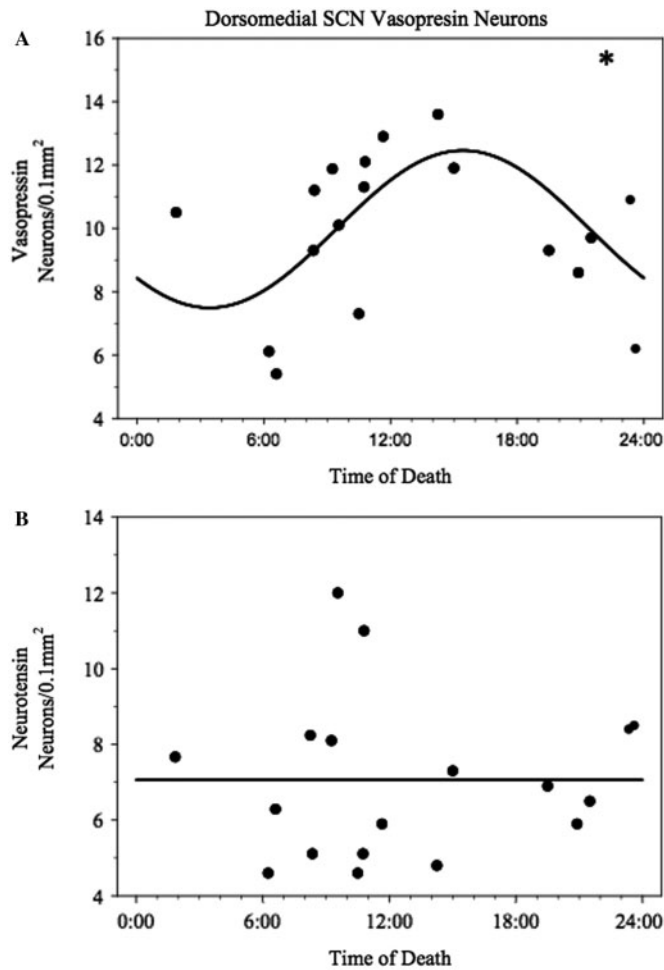 A
Dorsomedial SCN Vasopresin Neurons
16
14
12
10
8
6
4
*
Vasopressin
Neurons/0.1mm²
0:00 6:00 12:00 18:00 24:00
Time of Death
B
14
12
10
8
6
4
Neurotensin
Neurons/0.1mm²
0:00 6:00 12:00 18:00 24:00
Time of Death